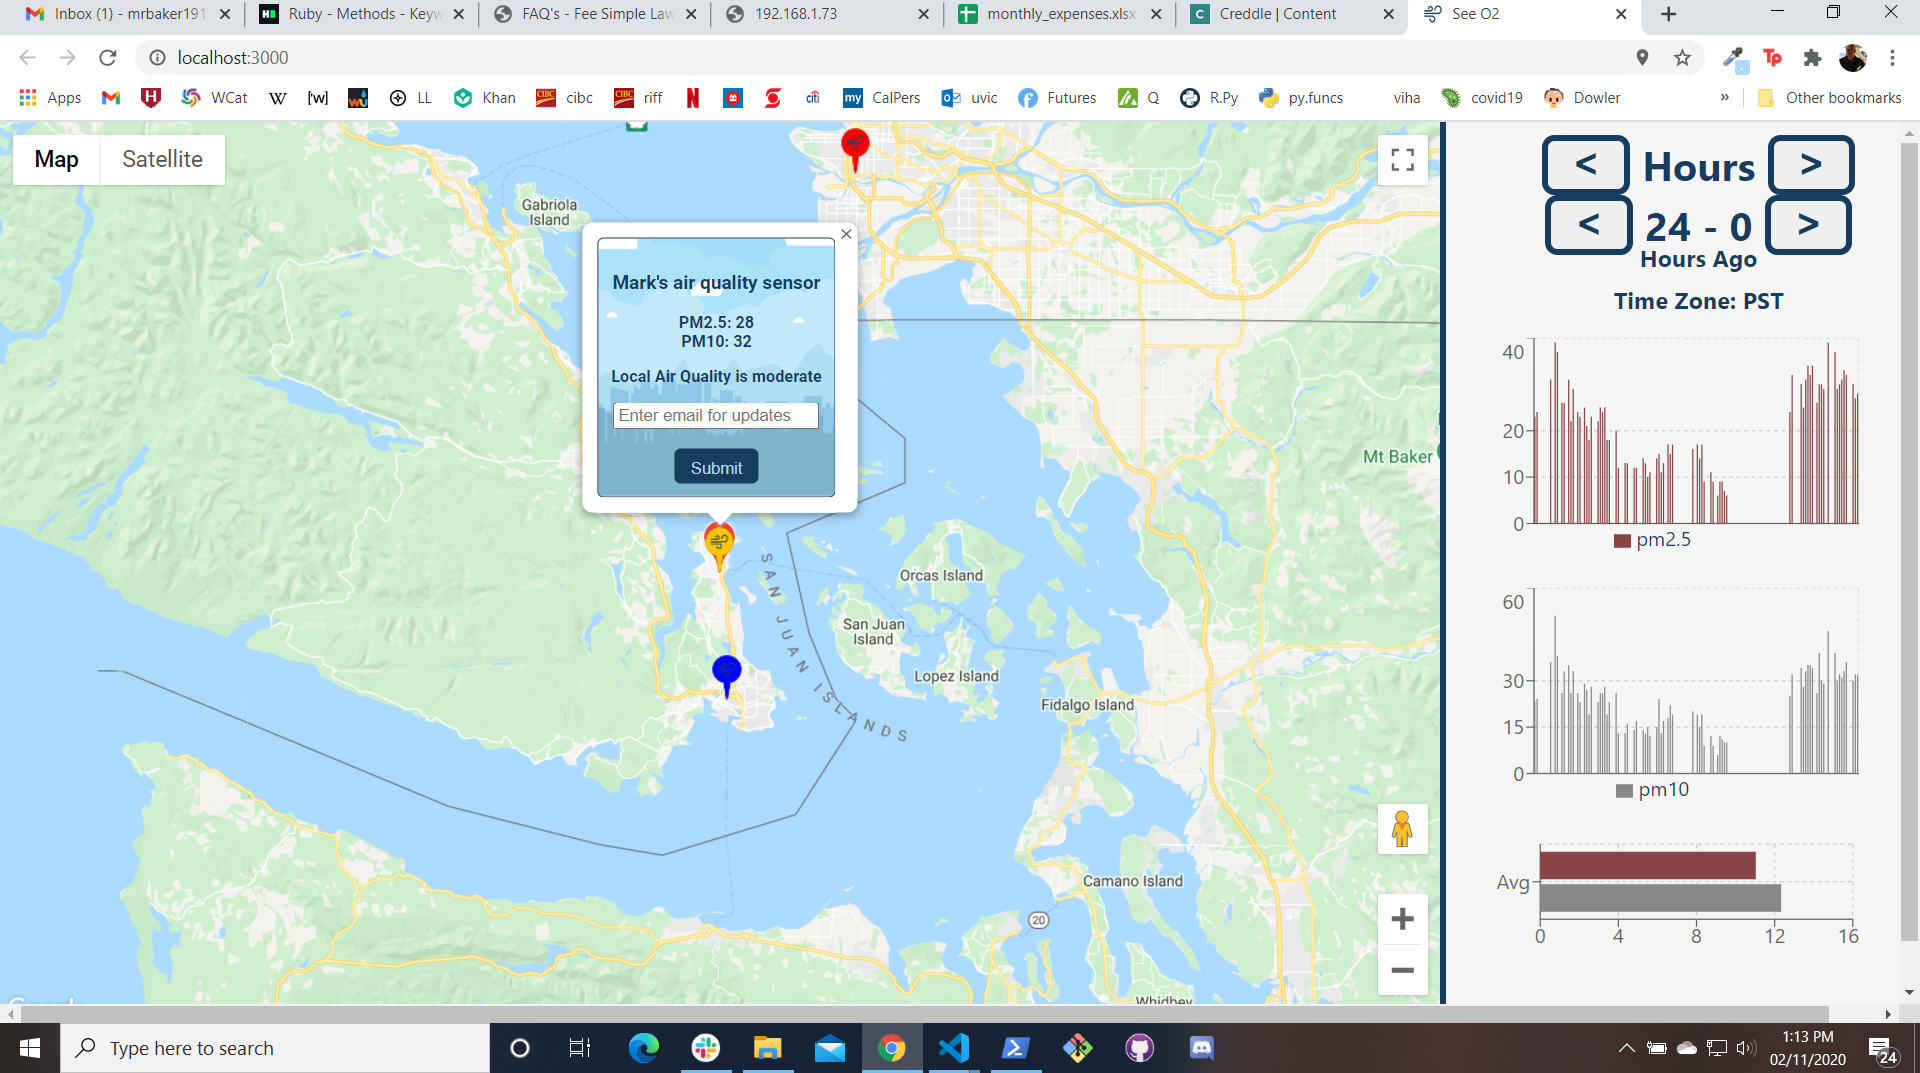 Inbox (1) - mrbaker191
Ruby - Methods - Keyw
FAQ's - Fee Simple Law
192.168.1.73
monthly_expenses.xlsx
Creddle | Content
See O2
localhost:3000
Apps
WCat
W
[w]
LL
Khan
CIBC
cibc
CIBC
riff
N
citi
my
CalPers
uvic
Futures
Q
R.Py
py.funcs
viha
covid19
Dowler
»
Other bookmarks
Map
Satellite
Gabriola
Island
Mark's air quality sensor
PM2.5: 28
PM10: 32
Local Air Quality is moderate
Enter email for updates
Submit
Mt Baker
Orcas Island
San Juan
Island
Lopez Island
SAN JUAN ISLANDS
Fidalgo Island
Camano Island
20
Whidbey
Google
< Hours >
< 24 - 0 >
Hours Ago
Time Zone: PST
40
20
10
0
pm2.5
60
30
15
0
pm10
Avg
0 4 8 12 16
Type here to search
1:13 PM
02/11/2020
24